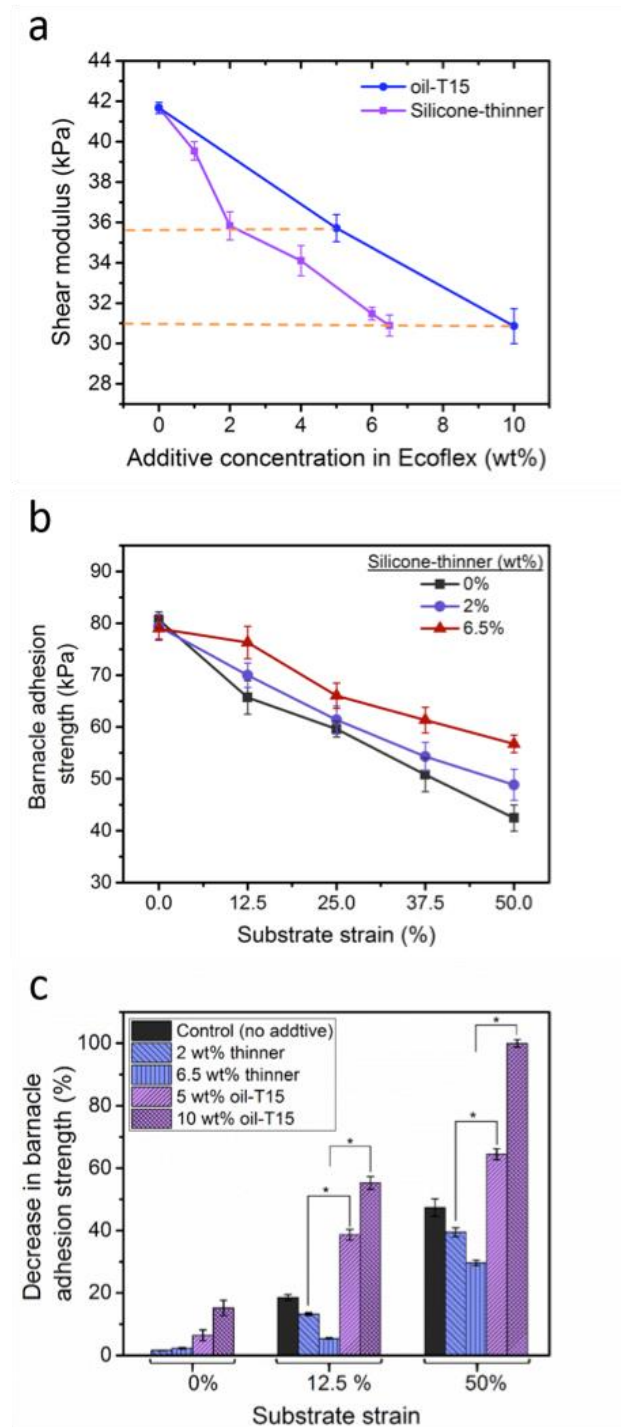 a
oil-T15
Silicone-thinner
Shear modulus (kPa)
42
40
38
36
34
32
30
28
0 2 4 6 8 10
Additive concentration in Ecoflex (wt%)
b
Silicone-thinner (wt%)
0%
2%
6.5%
Barnacle adhesion
strength (kPa)
90
80
70
60
50
40
30
0.0 12.5 25.0 37.5 50.0
Substrate strain (%)
c
Control (no addtive)
2 wt% thinner
6.5 wt% thinner
5 wt% oil-T15
10 wt% oil-T15
Decrease in barnacle
adhesion strength (%)
100
80
60
40
20
0
* * * *
0% 12.5 % 50%
Substrate strain